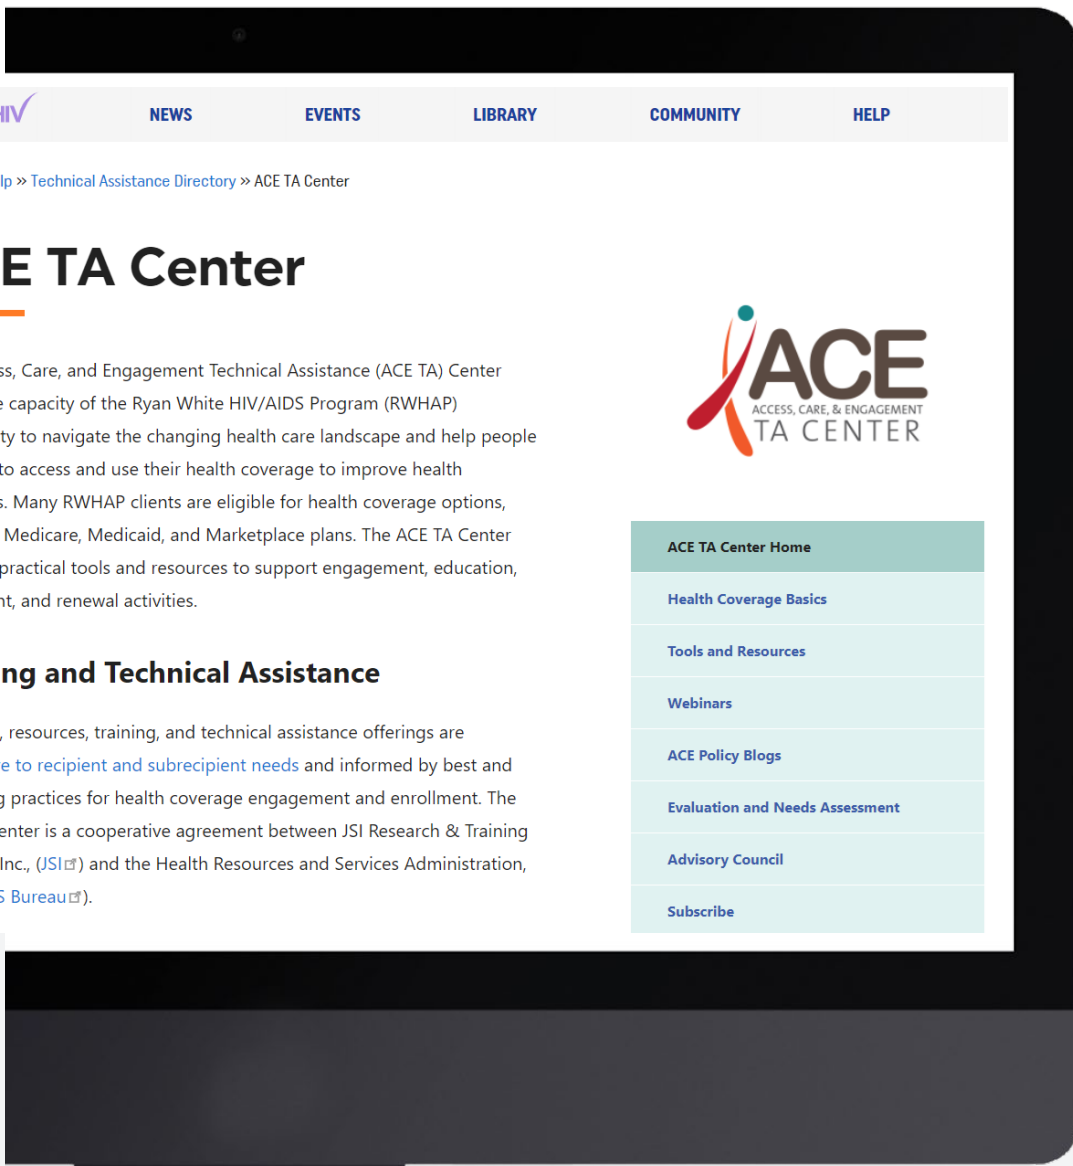 HIV
NEWS
EVENTS
LIBRARY
COMMUNITY
HELP
lp » Technical Assistance Directory » ACE TA Center
E TA Center
ss, Care, and Engagement Technical Assistance (ACE TA) Center
e capacity of the Ryan White HIV/AIDS Program (RWHAP)
ty to navigate the changing health care landscape and help people
to access and use their health coverage to improve health
s. Many RWHAP clients are eligible for health coverage options,
Medicare, Medicaid, and Marketplace plans. The ACE TA Center
practical tools and resources to support engagement, education,
nt, and renewal activities.
ng and Technical Assistance
, resources, training, and technical assistance offerings are
e to recipient and subrecipient needs and informed by best and
g practices for health coverage engagement and enrollment. The
enter is a cooperative agreement between JSI Research & Training
Inc., (JSI) and the Health Resources and Services Administration,
S Bureau).
ACE
ACCESS, CARE, & ENGAGEMENT
TA CENTER
ACE TA Center Home
Health Coverage Basics
Tools and Resources
Webinars
ACE Policy Blogs
Evaluation and Needs Assessment
Advisory Council
Subscribe